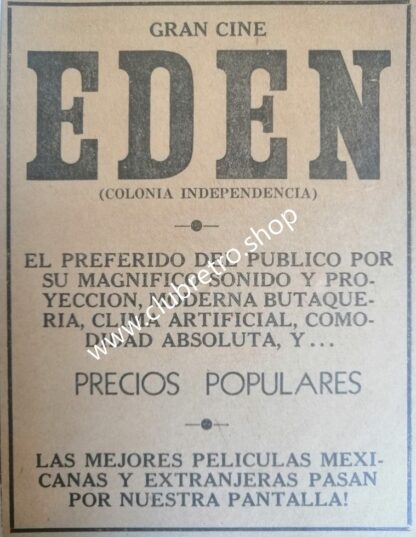 GRAN CINE
EDEN
(COLONIA INDEPENDENCIA)
EL PREFERIDO DEL PUBLICO POR
SU MAGNIFICO SONIDO Y PRO-
YECCION, MODERNA BUTAQUE-
RIA, CLIMA ARTIFICIAL, COMO-
DIDAD ABSOLUTA, Y...
PRECIOS POPULARES
LAS MEJORES PELICULAS MEXI-
CANAS Y EXTRANJERAS PASAN
POR NUESTRA PANTALLA!
www.clubretro.shop